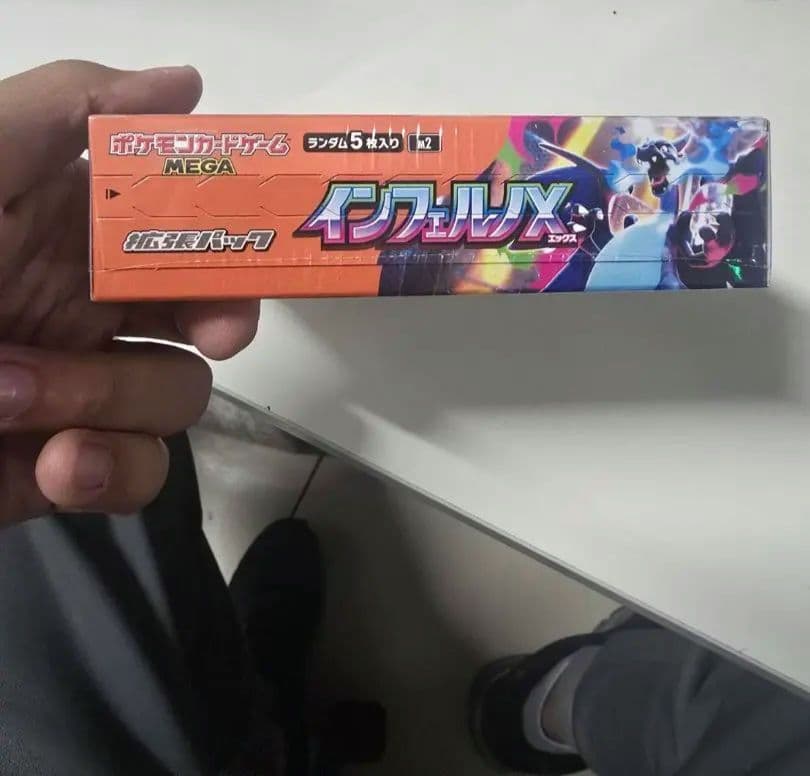 ポケモンカードゲーム
MEGA
ランダム5枚入り
M2
拡張パック
インフェルノX
エックス